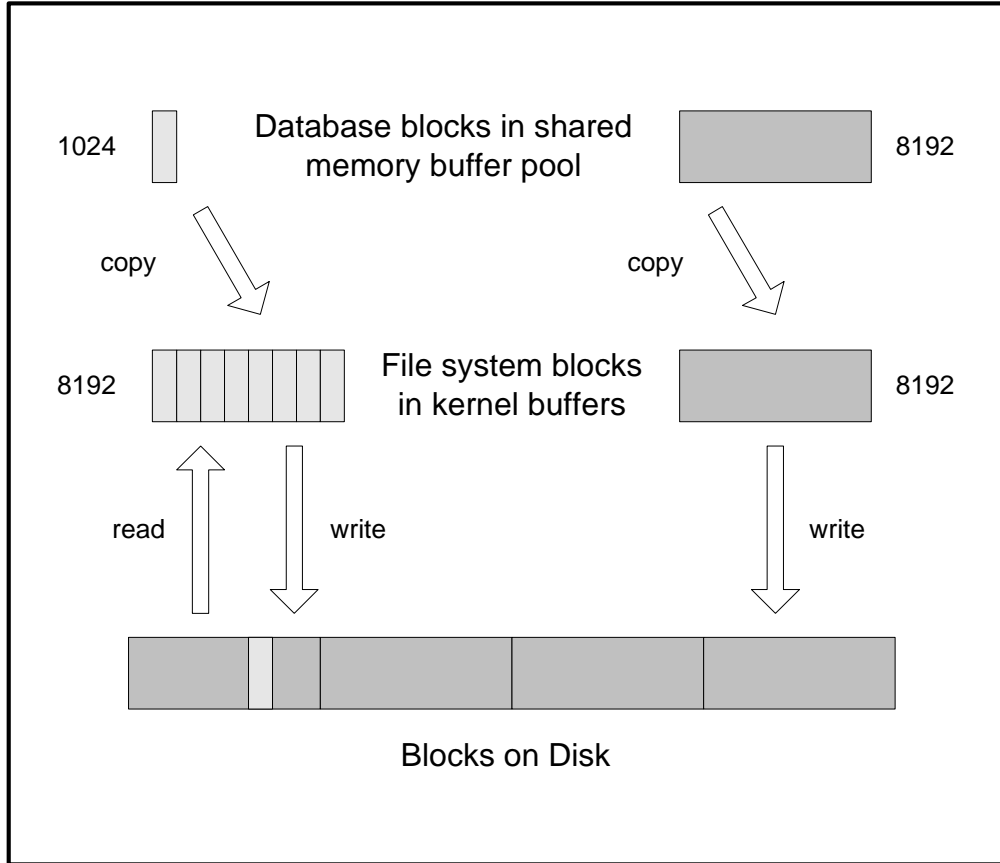 1024
Database blocks in shared
memory buffer pool
8192
copy
copy
8192
File system blocks
in kernel buffers
8192
read
write
write
Blocks on Disk